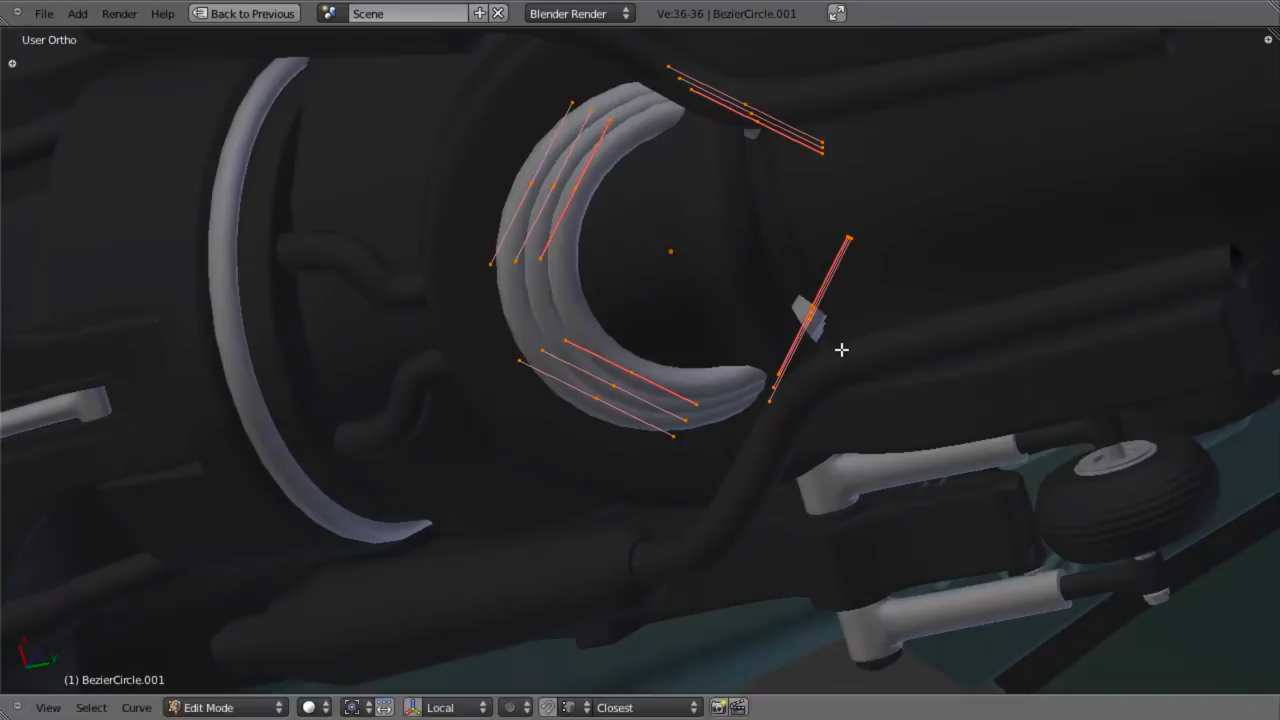 File Add Render Help Back to Previous Scene Blender Render Ve:36-36 | BezierCircle.001
User Ortho
(1) BezierCircle.001
View Select Curve Edit Mode Local Closest